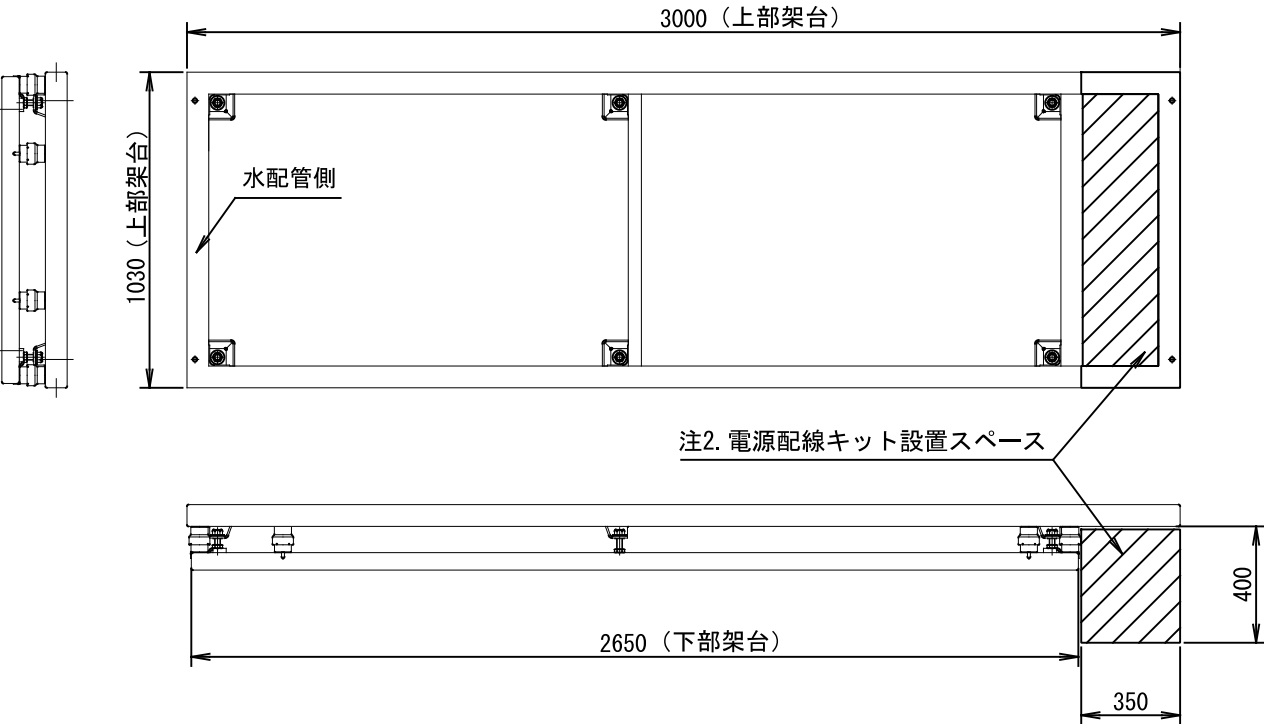 3000（上部架台）
1030（上部架台）
水配管側
注2. 電源配線キット設置スペース
400
2650（下部架台）
350